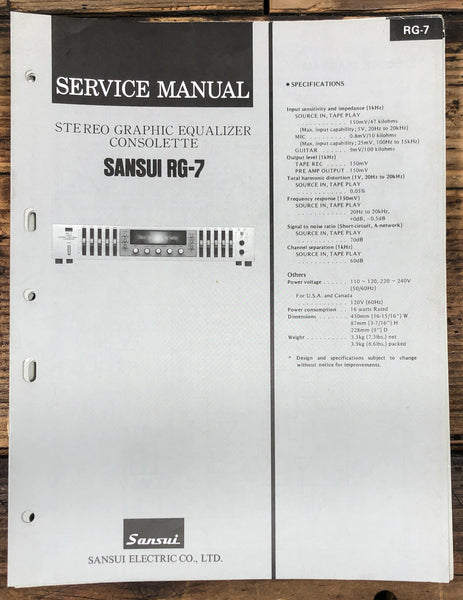 RG-7
SERVICE MANUAL
STEREO GRAPHIC EQUALIZER
CONSOLETTE
SANSUI RG-7
Sansui
SANSUI ELECTRIC CO., LTD.
• SPECIFICATIONS
Input sensitivity and impedance (1kHz)
SOURCE IN, TAPE PLAY
. . . . . . . . . . . . 150mV/47 kilohms
(Max. input capability; 5V, 20Hz to 20kHz)
MIC . . . . . . . . . 0.4mV/10 kilohms
(Max. input capability; 25mV, 100Hz to 15kHz)
GUITAR . . . . . . 9mV/100 kilohms
Output level (1kHz)
TAPE REC . . . . . 150mV
PRE AMP OUTPUT . 150mV
Total harmonic distortion (1V, 20Hz to 20kHz)
SOURCE IN, TAPE PLAY
. . . . . . . . . . . . 0.05%
Frequency response (150mV)
SOURCE IN, TAPE PLAY
. . . . . . . . . . . . 20Hz to 20kHz,
+0dB, -0.5dB
Signal to noise ratio (Short-circuit, A-network)
SOURCE IN, TAPE PLAY
. . . . . . . . . . . . 70dB
Channel separation (1kHz)
SOURCE IN, TAPE PLAY
. . . . . . . . . . . . 60dB
Others
Power voltage . . . . . . 110 ~ 120, 220 ~ 240V
(50/60Hz)
For U.S.A. and Canada
. . . . . . . . . . . . 120V (60Hz)
Power consumption . . 16 watts Rated
Dimensions . . . . . . . . 430mm (16-15/16") W
87mm (3-7/16") H
228mm (9") D
Weight . . . . . . . . . . . 3.3kg (7.3lbs.) net
3.9kg (8.6lbs.) packed
* Design and specifications subject to change
without notice for improvements.